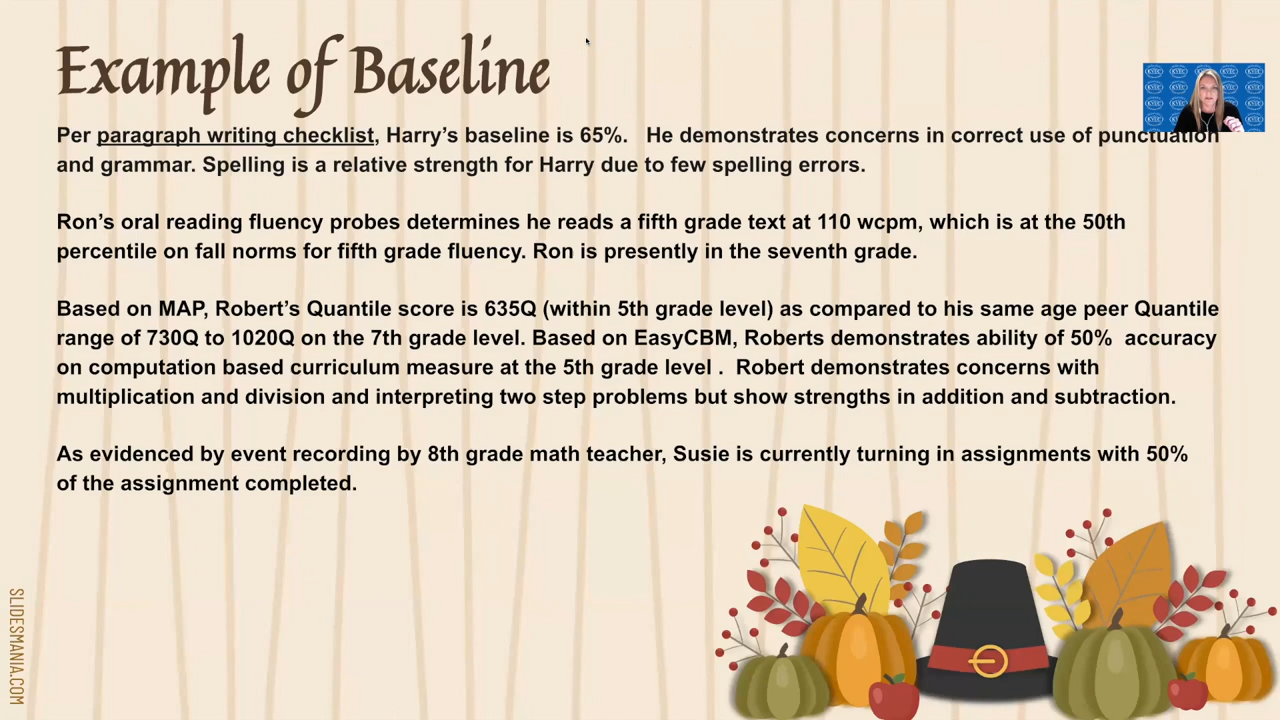 Example of Baseline
Per paragraph writing checklist, Harry’s baseline is 65%.   He demonstrates concerns in correct use of punctuation
and grammar. Spelling is a relative strength for Harry due to few spelling errors.
Ron’s oral reading fluency probes determines he reads a fifth grade text at 110 wcpm, which is at the 50th
percentile on fall norms for fifth grade fluency. Ron is presently in the seventh grade.
Based on MAP, Robert’s Quantile score is 635Q (within 5th grade level) as compared to his same age peer Quantile
range of 730Q to 1020Q on the 7th grade level. Based on EasyCBM, Roberts demonstrates ability of 50%  accuracy
on computation based curriculum measure at the 5th grade level .  Robert demonstrates concerns with
multiplication and division and interpreting two step problems but show strengths in addition and subtraction.
As evidenced by event recording by 8th grade math teacher, Susie is currently turning in assignments with 50%
of the assignment completed.
SLIDESMANIA.COM